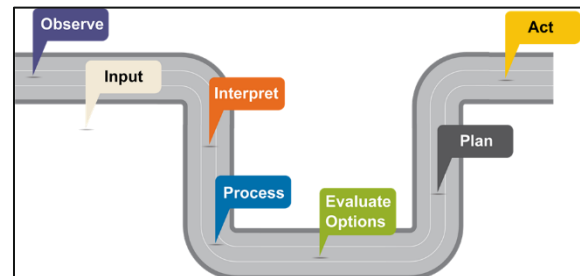 Observe
Input
Interpret
Process
Evaluate
Options
Plan
Act